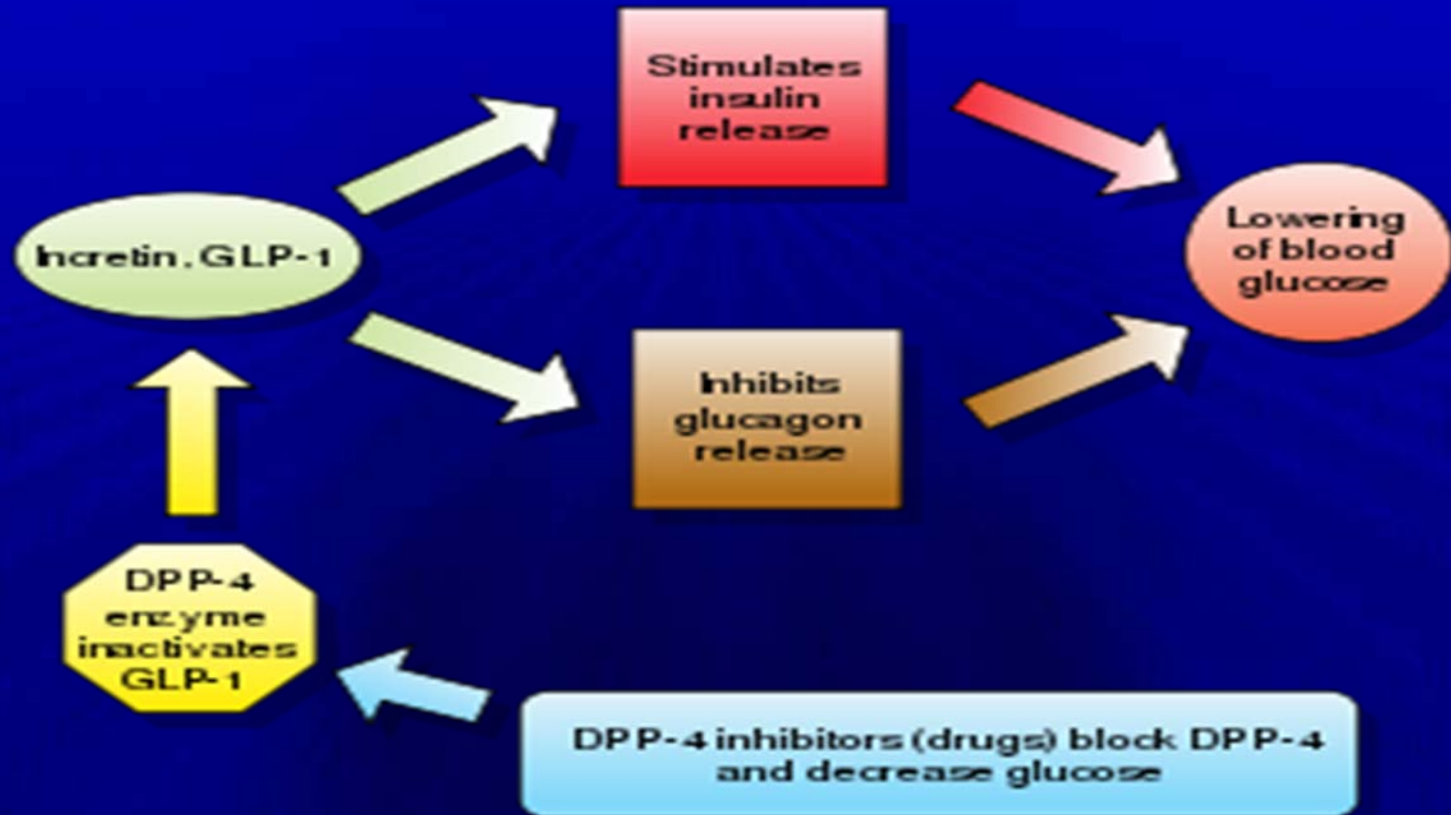 Stimulates
insulin
release
Incretin, GLP-1
Lowering
of blood
glucose
Inhibits
glucagon
release
DPP-4
enzyme
inactivates
GLP-1
DPP-4 inhibitors (drugs) block DPP-4
and decrease glucose